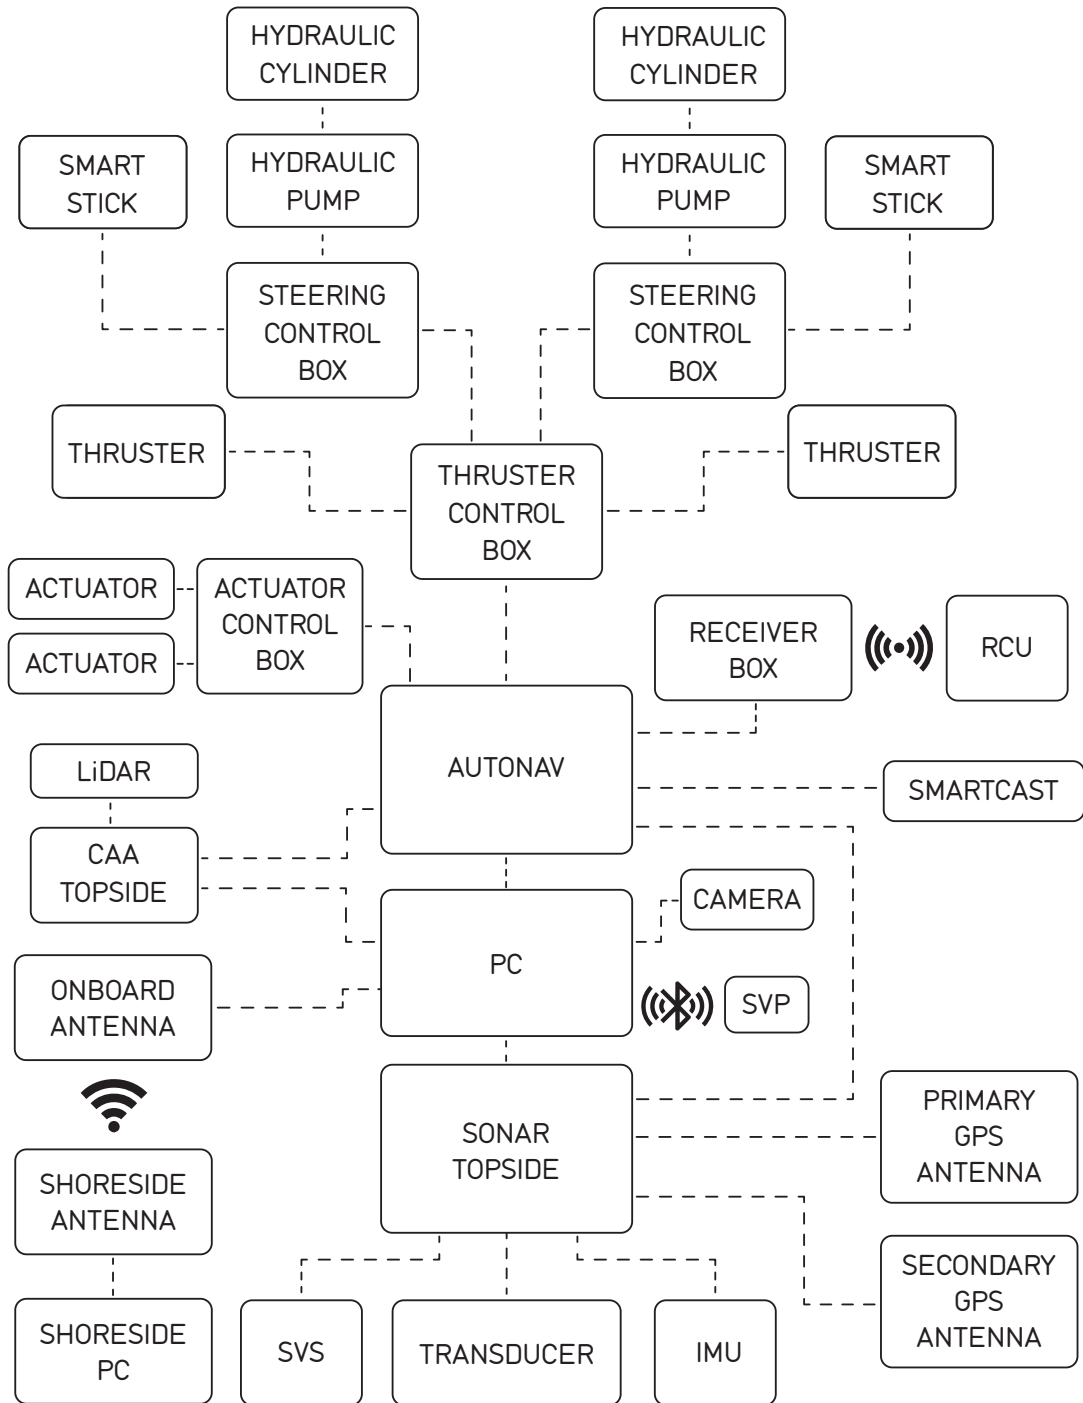 HYDRAULIC
CYLINDER
HYDRAULIC
CYLINDER
SMART
STICK
HYDRAULIC
PUMP
HYDRAULIC
PUMP
SMART
STICK
STEERING
CONTROL
BOX
STEERING
CONTROL
BOX
THRUSTER
THRUSTER
CONTROL
BOX
THRUSTER
ACTUATOR
ACTUATOR
ACTUATOR
CONTROL
BOX
RECEIVER
BOX
RCU
AUTONAV
LiDAR
SMARTCAST
CAA
TOPSIDE
CAMERA
PC
ONBOARD
ANTENNA
SVP
SONAR
TOPSIDE
PRIMARY
GPS
ANTENNA
SHORESIDE
ANTENNA
SECONDARY
GPS
ANTENNA
SHORESIDE
PC
SVS
TRANSDUCER
IMU